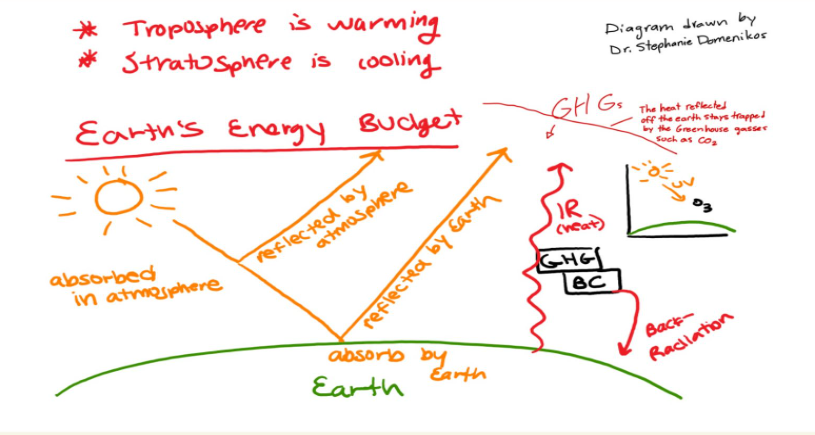 * Troposphere is warming
* Stratosphere is cooling
Diagram drawn by
Dr. Stephanie Domenikos
Earth's Energy Budget
GHGs
The heat reflected
off the earth stays trapped
by the Greenhouse gasses
such as CO2
reflected by
atmosphere
reflected by Earth
absorbed
in atmosphere
IR
(heat)
GHG
BC
Back-
Radiation
UV
O3
absorb by
Earth
Earth